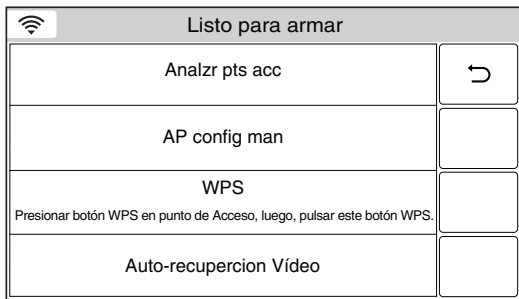 Listo para armar
Analzr pts acc
AP config man
WPS
Presionar botón WPS en punto de Acceso, luego, pulsar este botón WPS.
Auto-recupercion Vídeo